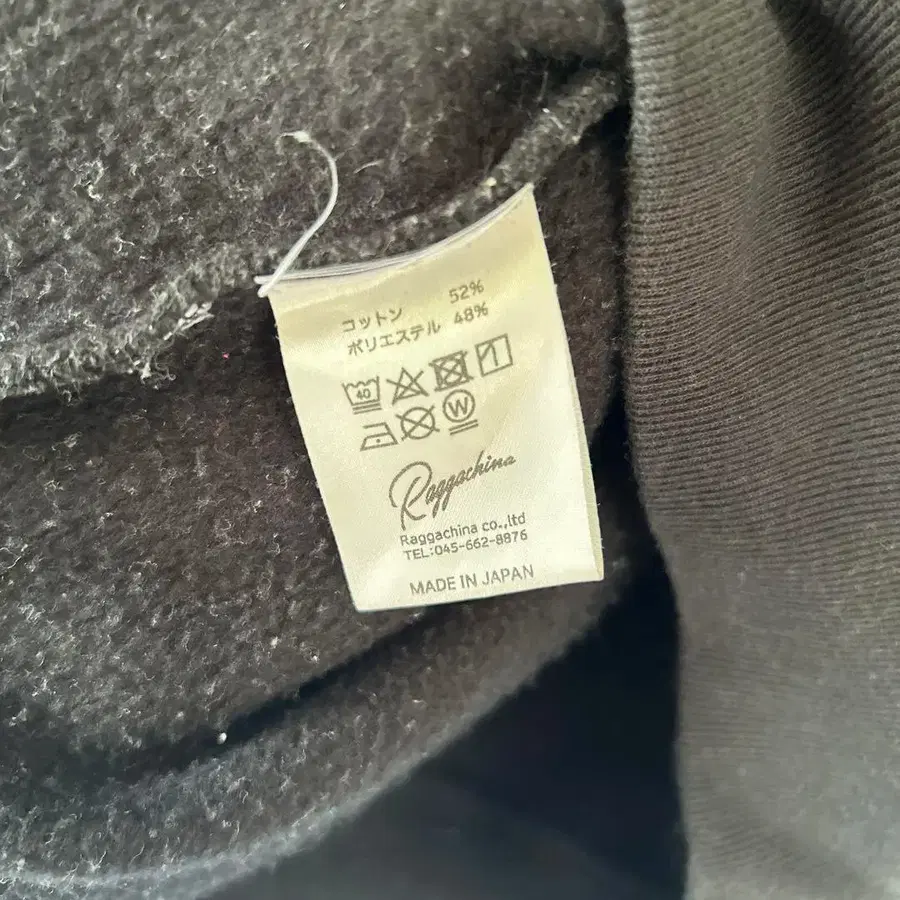 コットン 52%
ポリエステル 48%
40
W
Raggachina
Raggachina co.,ltd
TEL:045-662-8876
MADE IN JAPAN